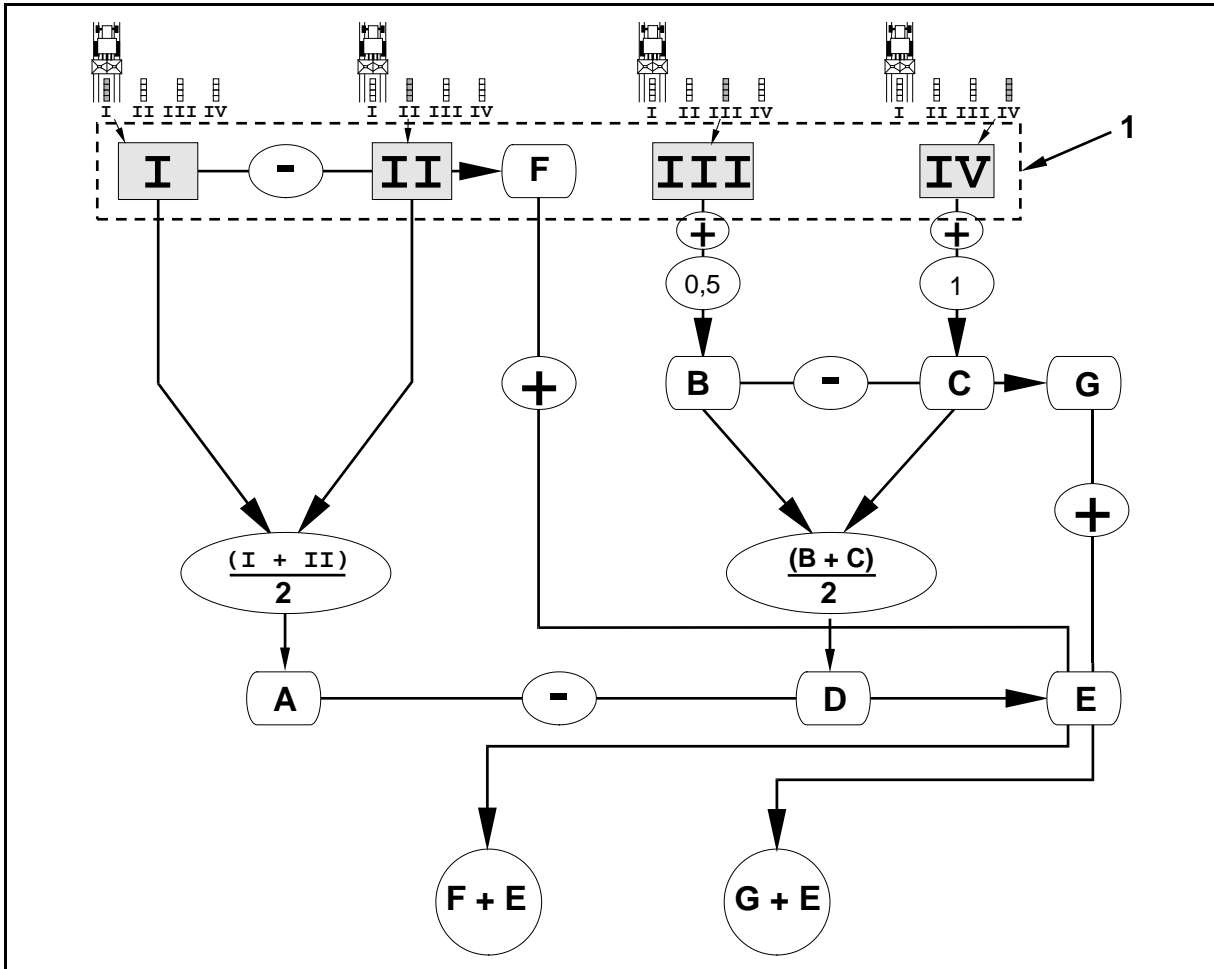 I II III IV
I II III IV
I II III IV
I II III IV
1
I - II F III IV
+ +
0,5 1
B - C G
+
+
(I + II)
2
(B + C)
2
A - D E
F + E
G + E